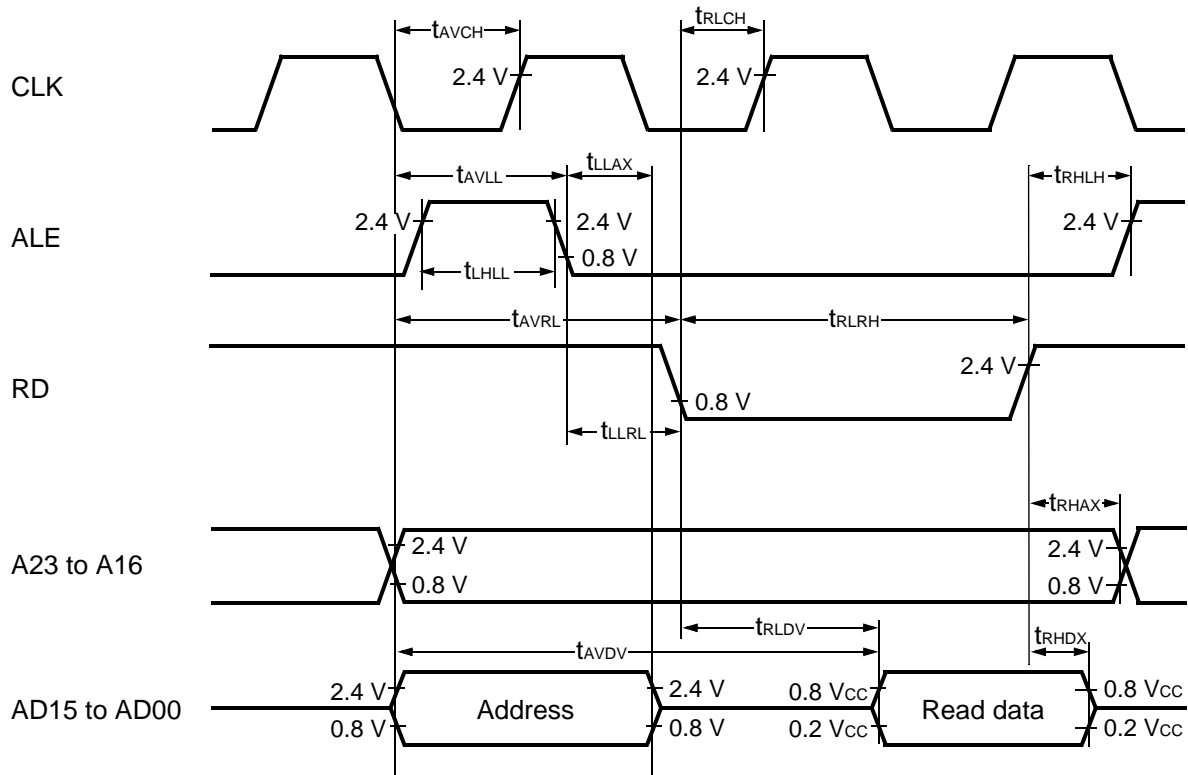 tAVCH
tRLCH
CLK
2.4 V
2.4 V
tAVLL
tLLAX
tRHLH
ALE
2.4 V
2.4 V
2.4 V
0.8 V
tLHLL
tAVRL
tRLRH
RD
2.4 V
0.8 V
tLLRL
tRHAX
A23 to A16
2.4 V
2.4 V
0.8 V
0.8 V
tRLDV
tAVDV
tRHDX
AD15 to AD00
2.4 V
Address
2.4 V
0.8 VCC
Read data
0.8 VCC
0.8 V
0.8 V
0.2 VCC
0.2 VCC